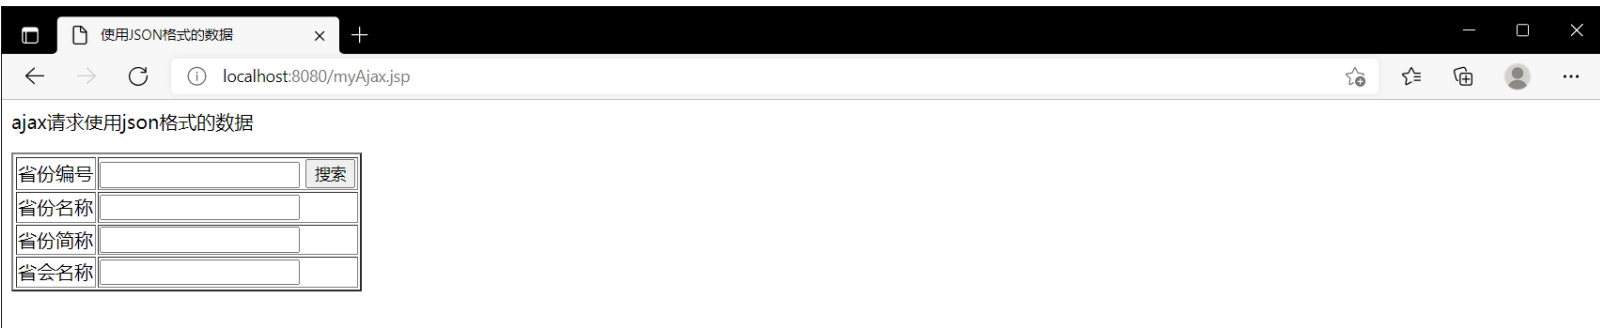 使用JSON格式的数据
localhost:8080/myAjax.jsp
ajax请求使用json格式的数据
省份编号 搜索
省份名称
省份简称
省会名称